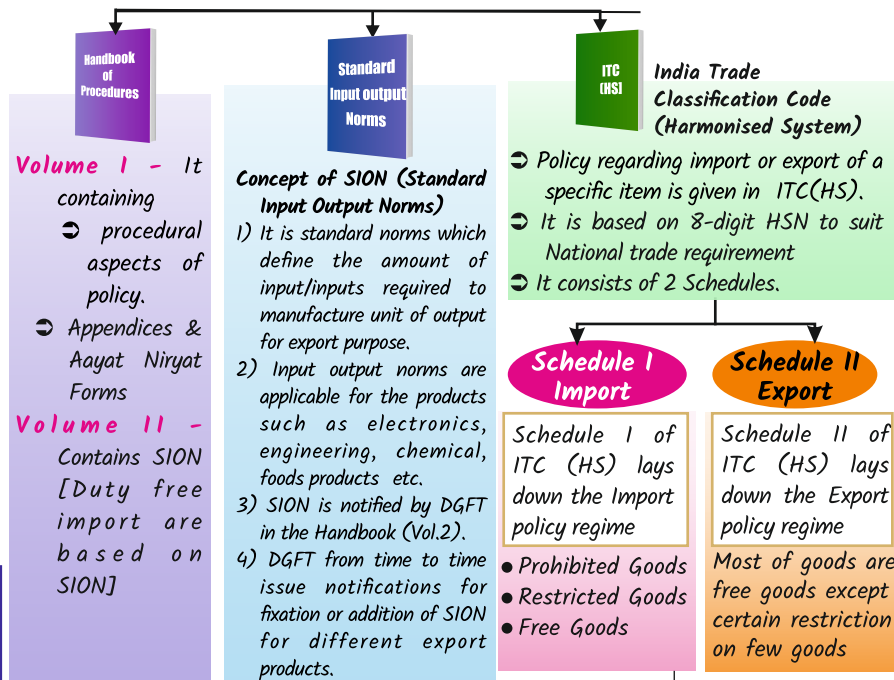 Handbook
of
Procedures
Volume I - It
containing
procedural
aspects of
policy.
Appendices &
Aayat Niryat
Forms
Volume II -
Contains SION
[Duty free
import are
based on
SION]
Standard
Input output
Norms
Concept of SION (Standard
Input Output Norms)
1) It is standard norms which
define the amount of
input/inputs required to
manufacture unit of output
for export purpose.
2) Input output norms are
applicable for the products
such as electronics,
engineering, chemical,
foods products etc.
3) SION is notified by DGFT
in the Handbook (Vol.2).
4) DGFT from time to time
issue notifications for
fixation or addition of SION
for different export
products.
ITC
(HS]
India Trade
Classification Code
(Harmonised System)
Policy regarding import or export of a
specific item is given in ITC(HS).
It is based on 8-digit HSN to suit
National trade requirement
It consists of 2 Schedules.
Schedule I
Import
Schedule I of
ITC (HS) lays
down the Import
policy regime
• Prohibited Goods
• Restricted Goods
• Free Goods
Schedule II
Export
Schedule II of
ITC (HS) lays
down the Export
policy regime
Most of goods are
free goods except
certain restriction
on few goods